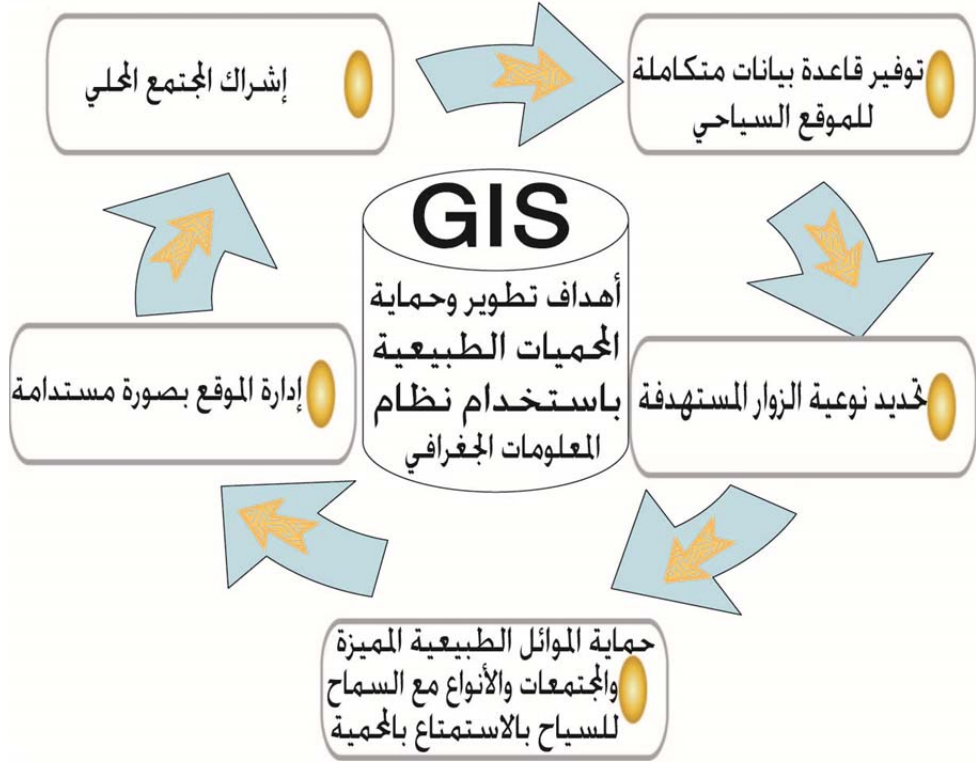 إشراك المجتمع المحلي
توفير قاعدة بيانات متكاملة
للموقع السياحي
GIS
أهداف تطوير وحماية
المحميات الطبيعية
باستخدام نظام
المعلومات الجغرافي
تحديد نوعية الزوار المستهدفة
إدارة الموقع بصورة مستدامة
حماية الموائل الطبيعية المميزة
والمجتمعات والأنواع مع السماح
للسياح بالاستمتاع بالمحمية